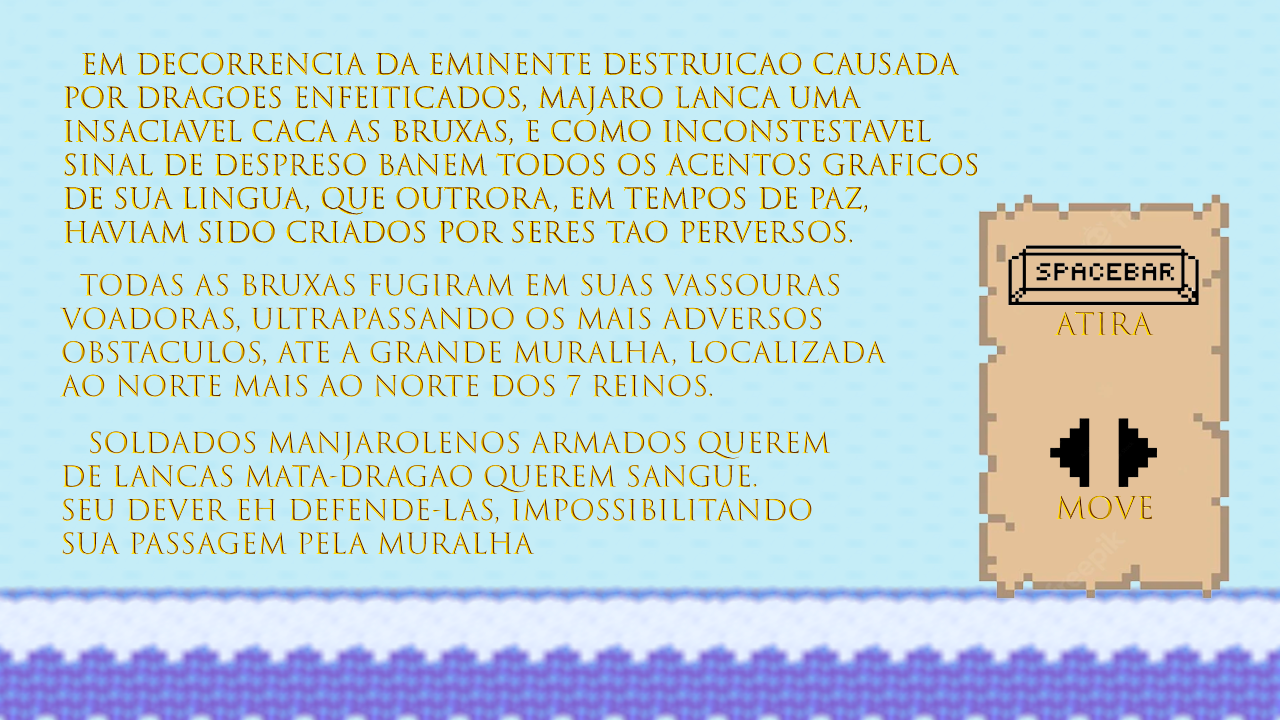 EM DECORRENCIA DA EMINENTE DESTRUICAO CAUSADA
POR DRAGOES ENFEITICADOS, MAJARO LANCA UMA
INSACIAVEL CACA AS BRUXAS, E COMO INCONSTESTAVEL
SINAL DE DESPRESO BANEM TODOS OS ACENTOS GRAFICOS
DE SUA LINGUA, QUE OUTRORA, EM TEMPOS DE PAZ,
HAVIAM SIDO CRIADOS POR SERES TAO PERVERSOS.
TODAS AS BRUXAS FUGIRAM EM SUAS VASSOURAS
VOADORAS, ULTRAPASSANDO OS MAIS ADVERSOS
OBSTACULOS, ATE A GRANDE MURALHA, LOCALIZADA
AO NORTE MAIS AO NORTE DOS 7 REINOS.
SOLDADOS MANJAROLENOS ARMADOS QUEREM
DE LANCAS MATA-DRAGAO QUEREM SANGUE.
SEU DEVER EH DEFENDE-LAS, IMPOSSIBILITANDO
SUA PASSAGEM PELA MURALHA
SPACEBAR
ATIRA
MOVE
freepik